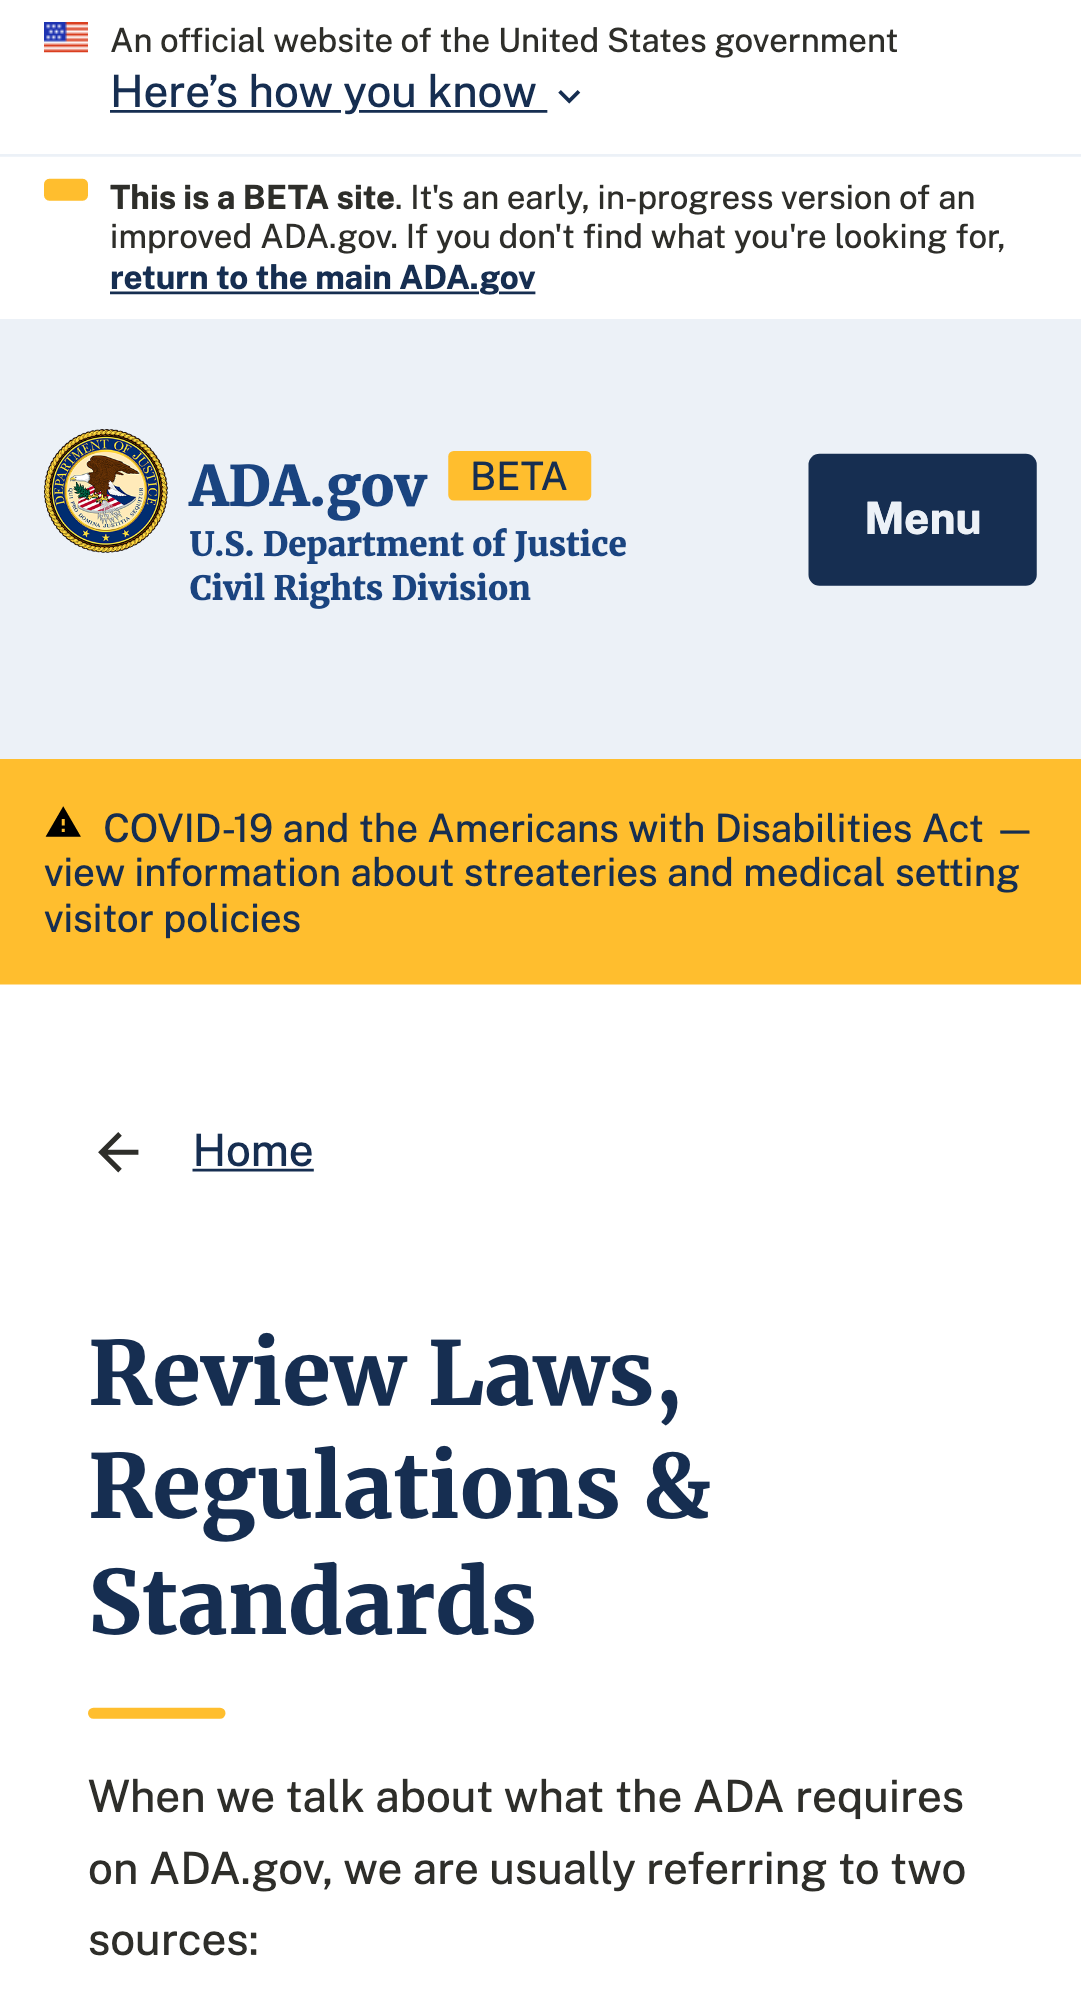 An official website of the United States government
Here’s how you know
This is a BETA site. It's an early, in-progress version of an
improved ADA.gov. If you don't find what you're looking for,
return to the main ADA.gov
DEPARTMENT OF JUSTICE
QUI PRO DOMINA JUSTITIA SEQUITUR
ADA.gov BETA
U.S. Department of Justice
Civil Rights Division
Menu
COVID-19 and the Americans with Disabilities Act —
view information about streateries and medical setting
visitor policies
Home
Review Laws,
Regulations &
Standards
When we talk about what the ADA requires
on ADA.gov, we are usually referring to two
sources: